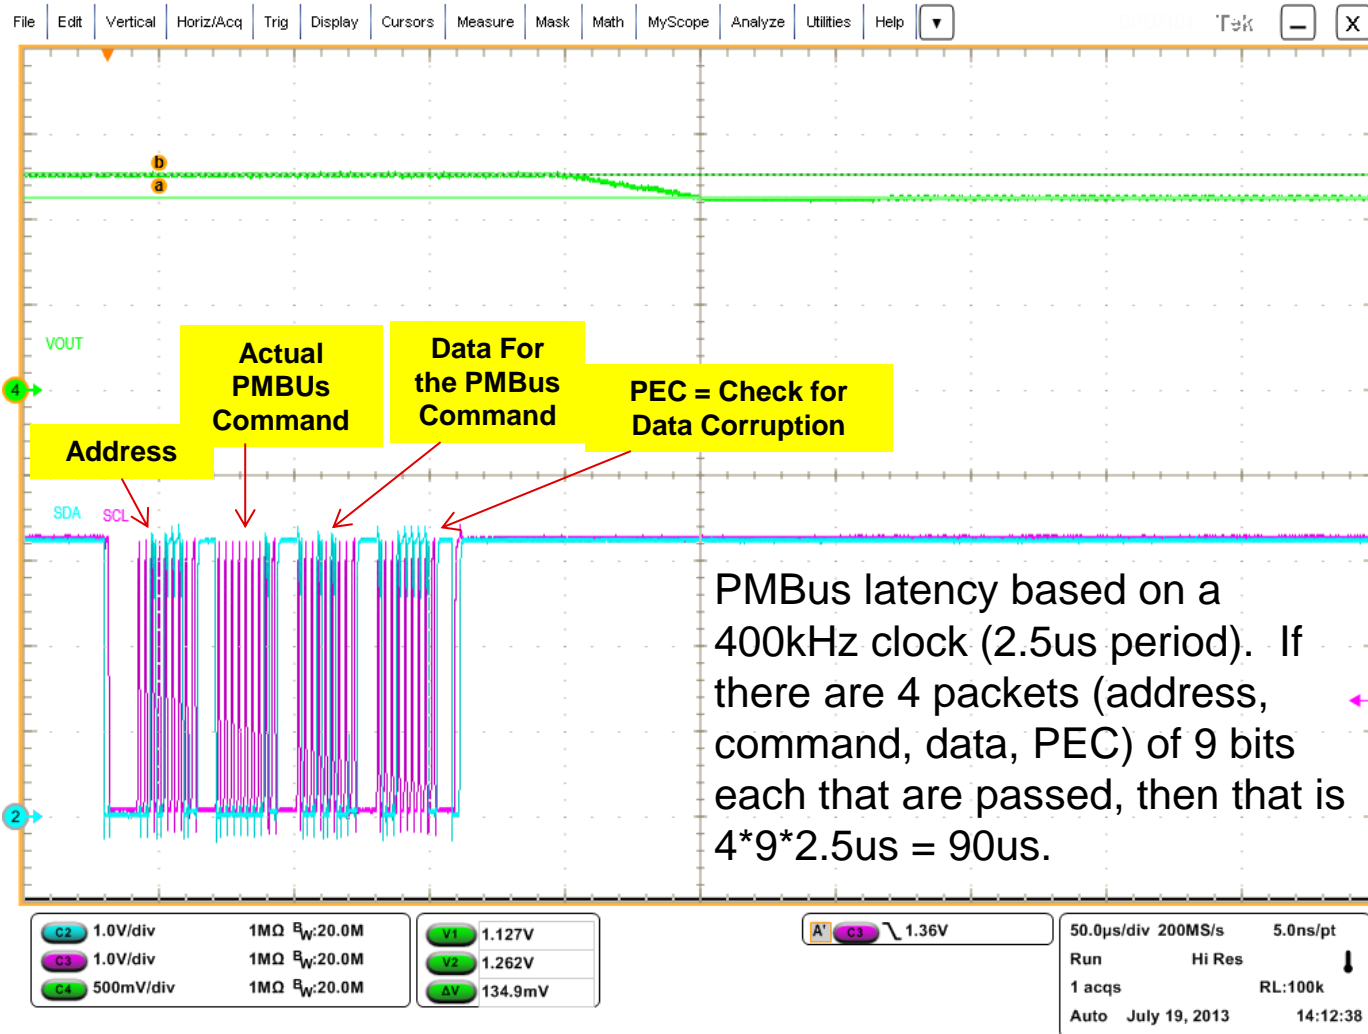 File Edit Vertical Horiz/Acq Trig Display Cursors Measure Mask Math MyScope Analyze Utilities Help Tek X
b
a
VOUT
4
Actual
PMBUs
Command
Data For
the PMBus
Command
PEC = Check for
Data Corruption
Address
SDA SCL
PMBus latency based on a
400kHz clock (2.5us period). If
there are 4 packets (address,
command, data, PEC) of 9 bits
each that are passed, then that is
4*9*2.5us = 90us.
2
C2 1.0V/div 1MΩ BW:20.0M
C3 1.0V/div 1MΩ BW:20.0M
C4 500mV/div 1MΩ BW:20.0M
V1 1.127V
V2 1.262V
ΔV 134.9mV
A' C3 1.36V
50.0µs/div 200MS/s 5.0ns/pt
Run Hi Res
1 acqs RL:100k
Auto July 19, 2013 14:12:38